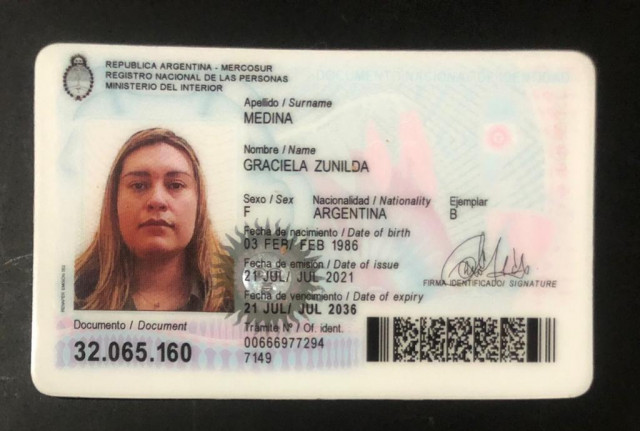 REPUBLICA ARGENTINA - MERCOSUR
REGISTRO NACIONAL DE LAS PERSONAS
MINISTERIO DEL INTERIOR
Apellido / Surname
MEDINA
Nombre / Name
GRACIELA ZUNILDA
Sexo / Sex Nacionalidad / Nationality Ejemplar
F ARGENTINA B
Fecha de nacimiento / Date of birth
03 FER/ FEB 1986
Fecha de emisión / Date of issue
21 JUL/ JUL 2021
FIRMA IDENTIFICADO/ SIGNATURE
Fecha de vencimiento / Date of expiry
21 JUL/ JUL 2036
Documento / Document
32.065.160
Trámite N° / Of. ident.
00666977294
7149